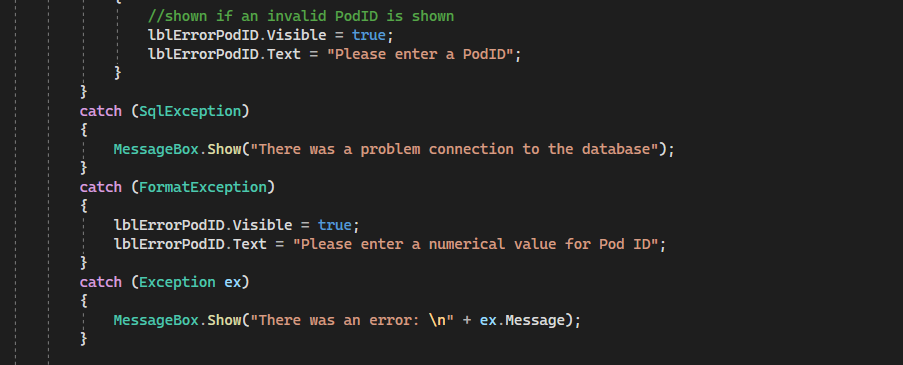 {
//shown if an invalid PodID is shown
lblErrorPodID.Visible = true;
lblErrorPodID.Text = "Please enter a PodID";
}
}
catch (SqlException)
{
MessageBox.Show("There was a problem connection to the database");
}
catch (FormatException)
{
lblErrorPodID.Visible = true;
lblErrorPodID.Text = "Please enter a numerical value for Pod ID";
}
catch (Exception ex)
{
MessageBox.Show("There was an error: \n" + ex.Message);
}